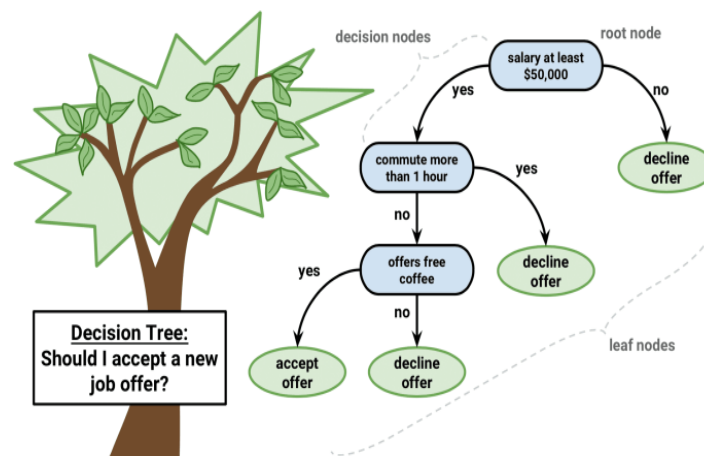 decision nodes
root node
salary at least
$50,000
yes
no
commute more
than 1 hour
yes
decline
offer
no
offers free
coffee
decline
offer
yes
no
Decision Tree:
Should I accept a new
job offer?
accept
offer
decline
offer
leaf nodes